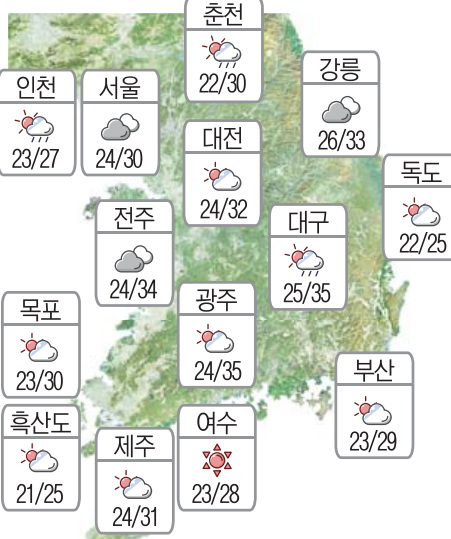 춘천
22/30
강릉
26/33
인천
23/27
서울
24/30
대전
24/32
독도
22/25
전주
24/34
대구
25/35
광주
24/35
목포
23/30
부산
23/29
흑산도
21/25
제주
24/31
여수
23/28